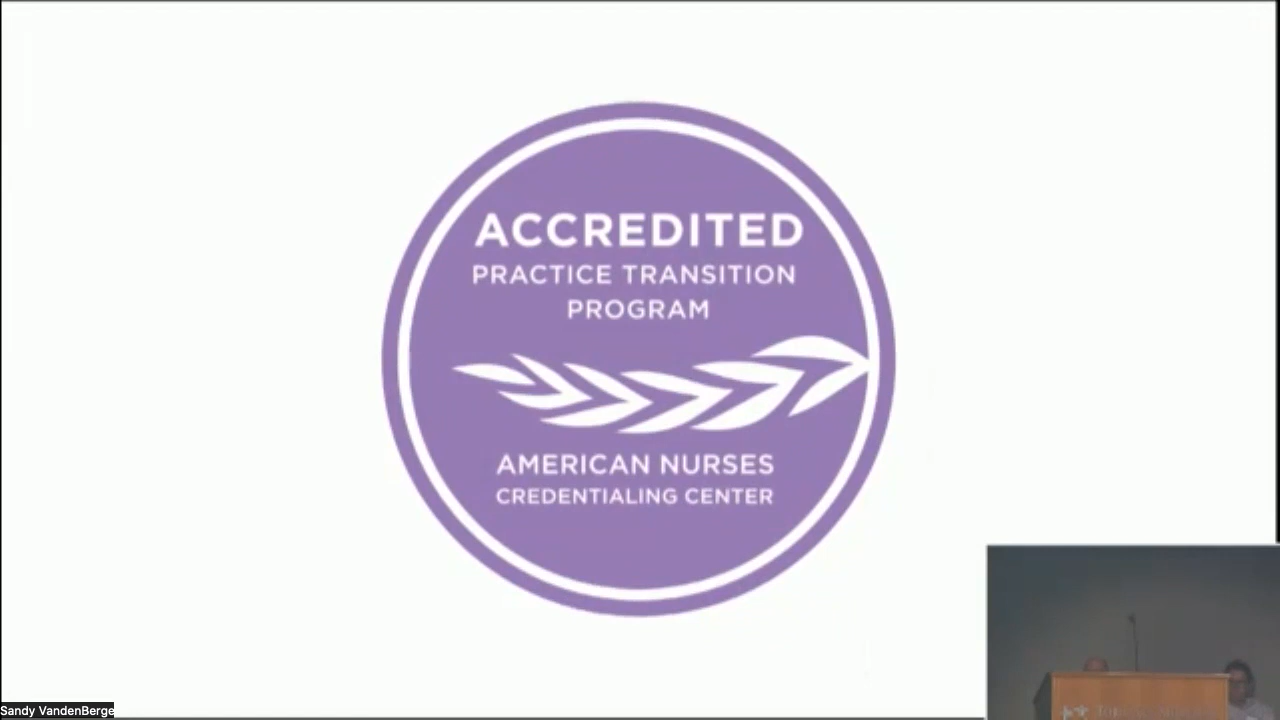 ACCREDITED
PRACTICE TRANSITION
PROGRAM
AMERICAN NURSES
CREDENTIALING CENTER
Sandy VandenBerge